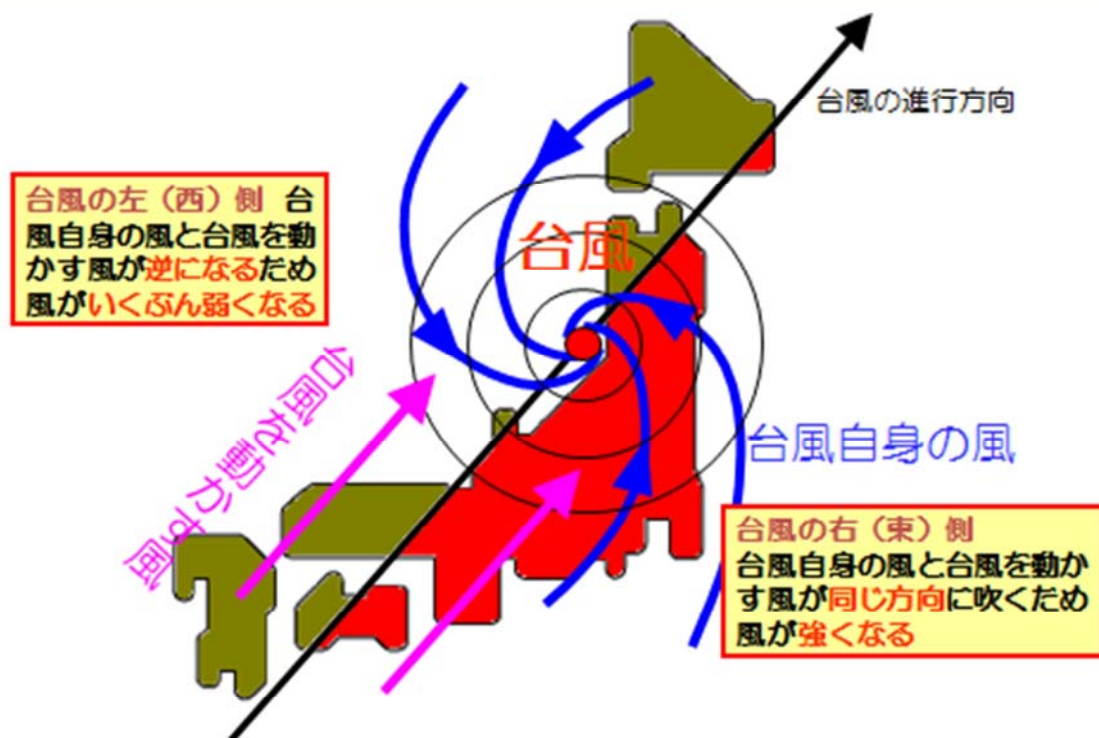 台風の進行方向
台風の左（西）側 台
風自身の風と台風を動
かす風が逆になるため
風がいくぶん弱くなる
台風
台風を動かす風
台風自身の風
台風の右（東）側
台風自身の風と台風を動か
す風が同じ方向に吹くため
風が強くなる